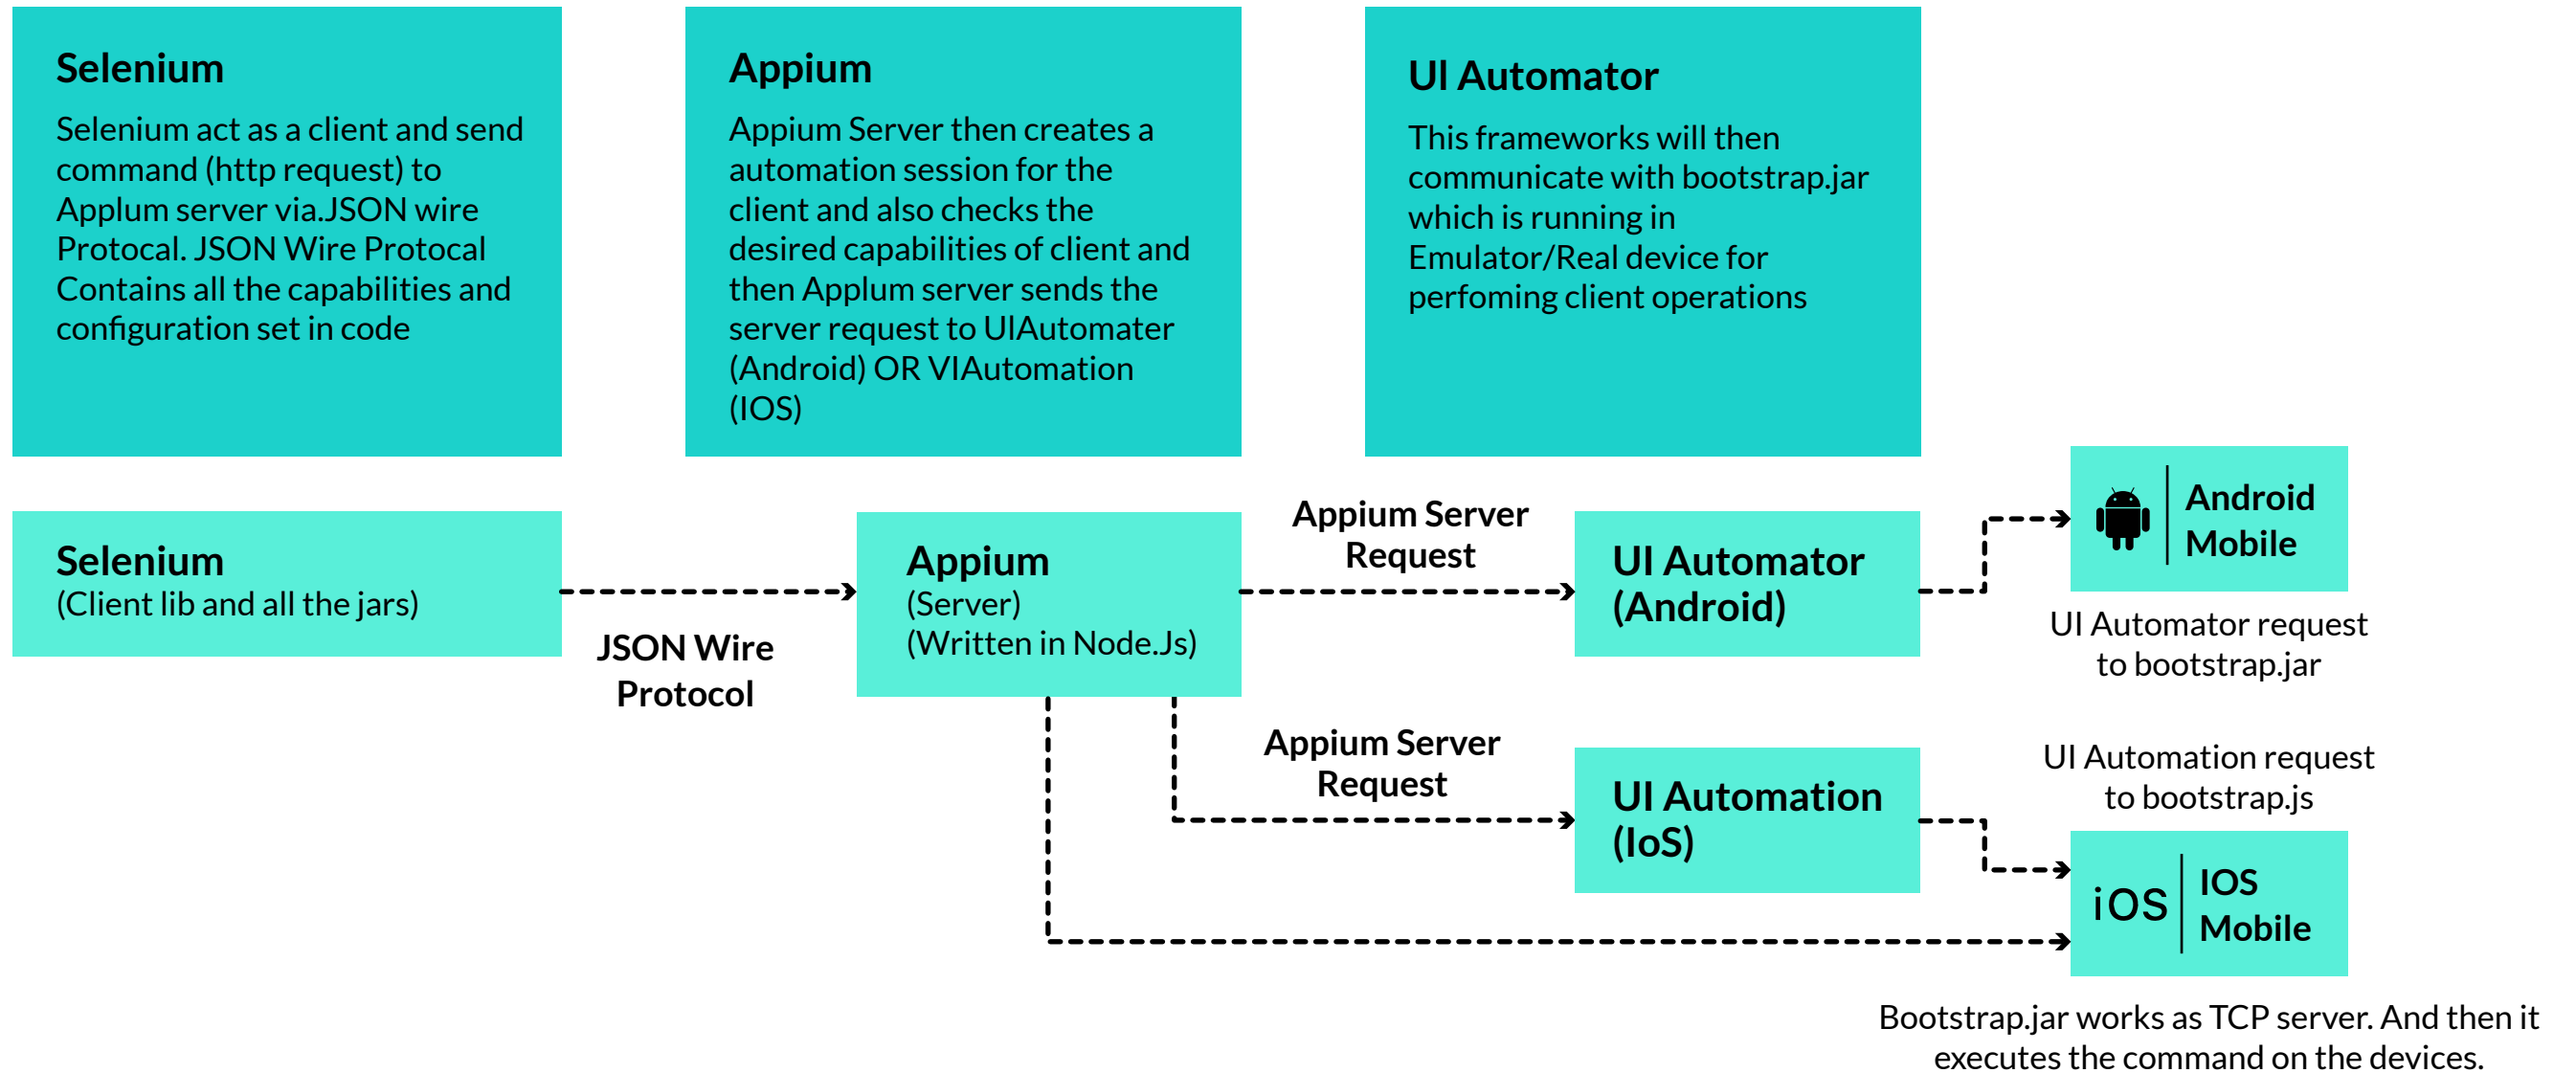 Selenium
Selenium act as a client and send
command (http request) to
Applum server via.JSON wire
Protocal. JSON Wire Protocal
Contains all the capabilities and
configuration set in code
Appium
Appium Server then creates a
automation session for the
client and also checks the
desired capabilities of client and
then Applum server sends the
server request to UlAutomater
(Android) OR VIAutomation
(IOS)
UI Automator
This frameworks will then
communicate with bootstrap.jar
which is running in
Emulator/Real device for
perfoming client operations
Selenium
(Client lib and all the jars)
JSON Wire
Protocol
Appium
(Server)
(Written in Node.Js)
Appium Server
Request
UI Automator
(Android)
Android
Mobile
UI Automator request
to bootstrap.jar
Appium Server
Request
UI Automation
(IoS)
UI Automation request
to bootstrap.js
iOS
IOS
Mobile
Bootstrap.jar works as TCP server. And then it
executes the command on the devices.